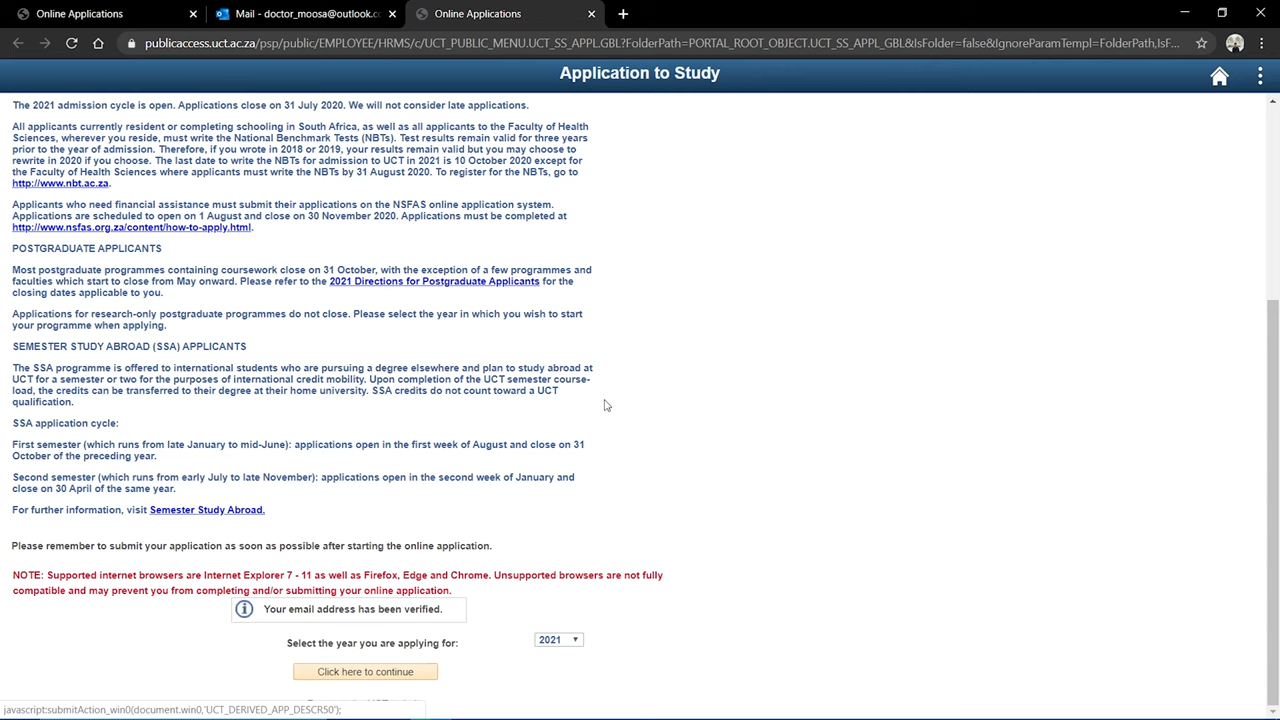 Online Applications
Mail - doctor_moosa@outlook.cc
Online Applications
publicaccess.uct.ac.za/psp/public/EMPLOYEE/HRMS/c/UCT_PUBLIC_MENU.UCT_SS_APPL.GBL?FolderPath=PORTAL_ROOT_OBJECT.UCT_SS_APPL_GBL&IsFolder=false&IgnoreParamTempl=FolderPath,IsF...
Application to Study
The 2021 admission cycle is open. Applications close on 31 July 2020. We will not consider late applications.
All applicants currently resident or completing schooling in South Africa, as well as all applicants to the Faculty of Health
Sciences, wherever you reside, must write the National Benchmark Tests (NBTs). Test results remain valid for three years
prior to the year of admission. Therefore, if you wrote in 2018 or 2019, your results remain valid but you may choose to
rewrite in 2020 if you choose. The last date to write the NBTs for admission to UCT in 2021 is 10 October 2020 except for
the Faculty of Health Sciences where applicants must write the NBTs by 31 August 2020. To register for the NBTs, go to
http://www.nbt.ac.za.
Applicants who need financial assistance must submit their applications on the NSFAS online application system.
Applications are scheduled to open on 1 August and close on 30 November 2020. Applications must be completed at
http://www.nsfas.org.za/content/how-to-apply.html.
POSTGRADUATE APPLICANTS
Most postgraduate programmes containing coursework close on 31 October, with the exception of a few programmes and
faculties which start to close from May onward. Please refer to the 2021 Directions for Postgraduate Applicants for the
closing dates applicable to you.
Applications for research-only postgraduate programmes do not close. Please select the year in which you wish to start
your programme when applying.
SEMESTER STUDY ABROAD (SSA) APPLICANTS
The SSA programme is offered to international students who are pursuing a degree elsewhere and plan to study abroad at
UCT for a semester or two for the purposes of international credit mobility. Upon completion of the UCT semester course-
load, the credits can be transferred to their degree at their home university. SSA credits do not count toward a UCT
qualification.
SSA application cycle:
First semester (which runs from late January to mid-June): applications open in the first week of August and close on 31
October of the preceding year.
Second semester (which runs from early July to late November): applications open in the second week of January and
close on 30 April of the same year.
For further information, visit Semester Study Abroad.
Please remember to submit your application as soon as possible after starting the online application.
NOTE: Supported internet browsers are Internet Explorer 7 - 11 as well as Firefox, Edge and Chrome. Unsupported browsers are not fully
compatible and may prevent you from completing and/or submitting your online application.
Your email address has been verified.
Select the year you are applying for: 2021
Click here to continue
javascript:submitAction_win0(document.win0,'UCT_DERIVED_APP_DESCR50');